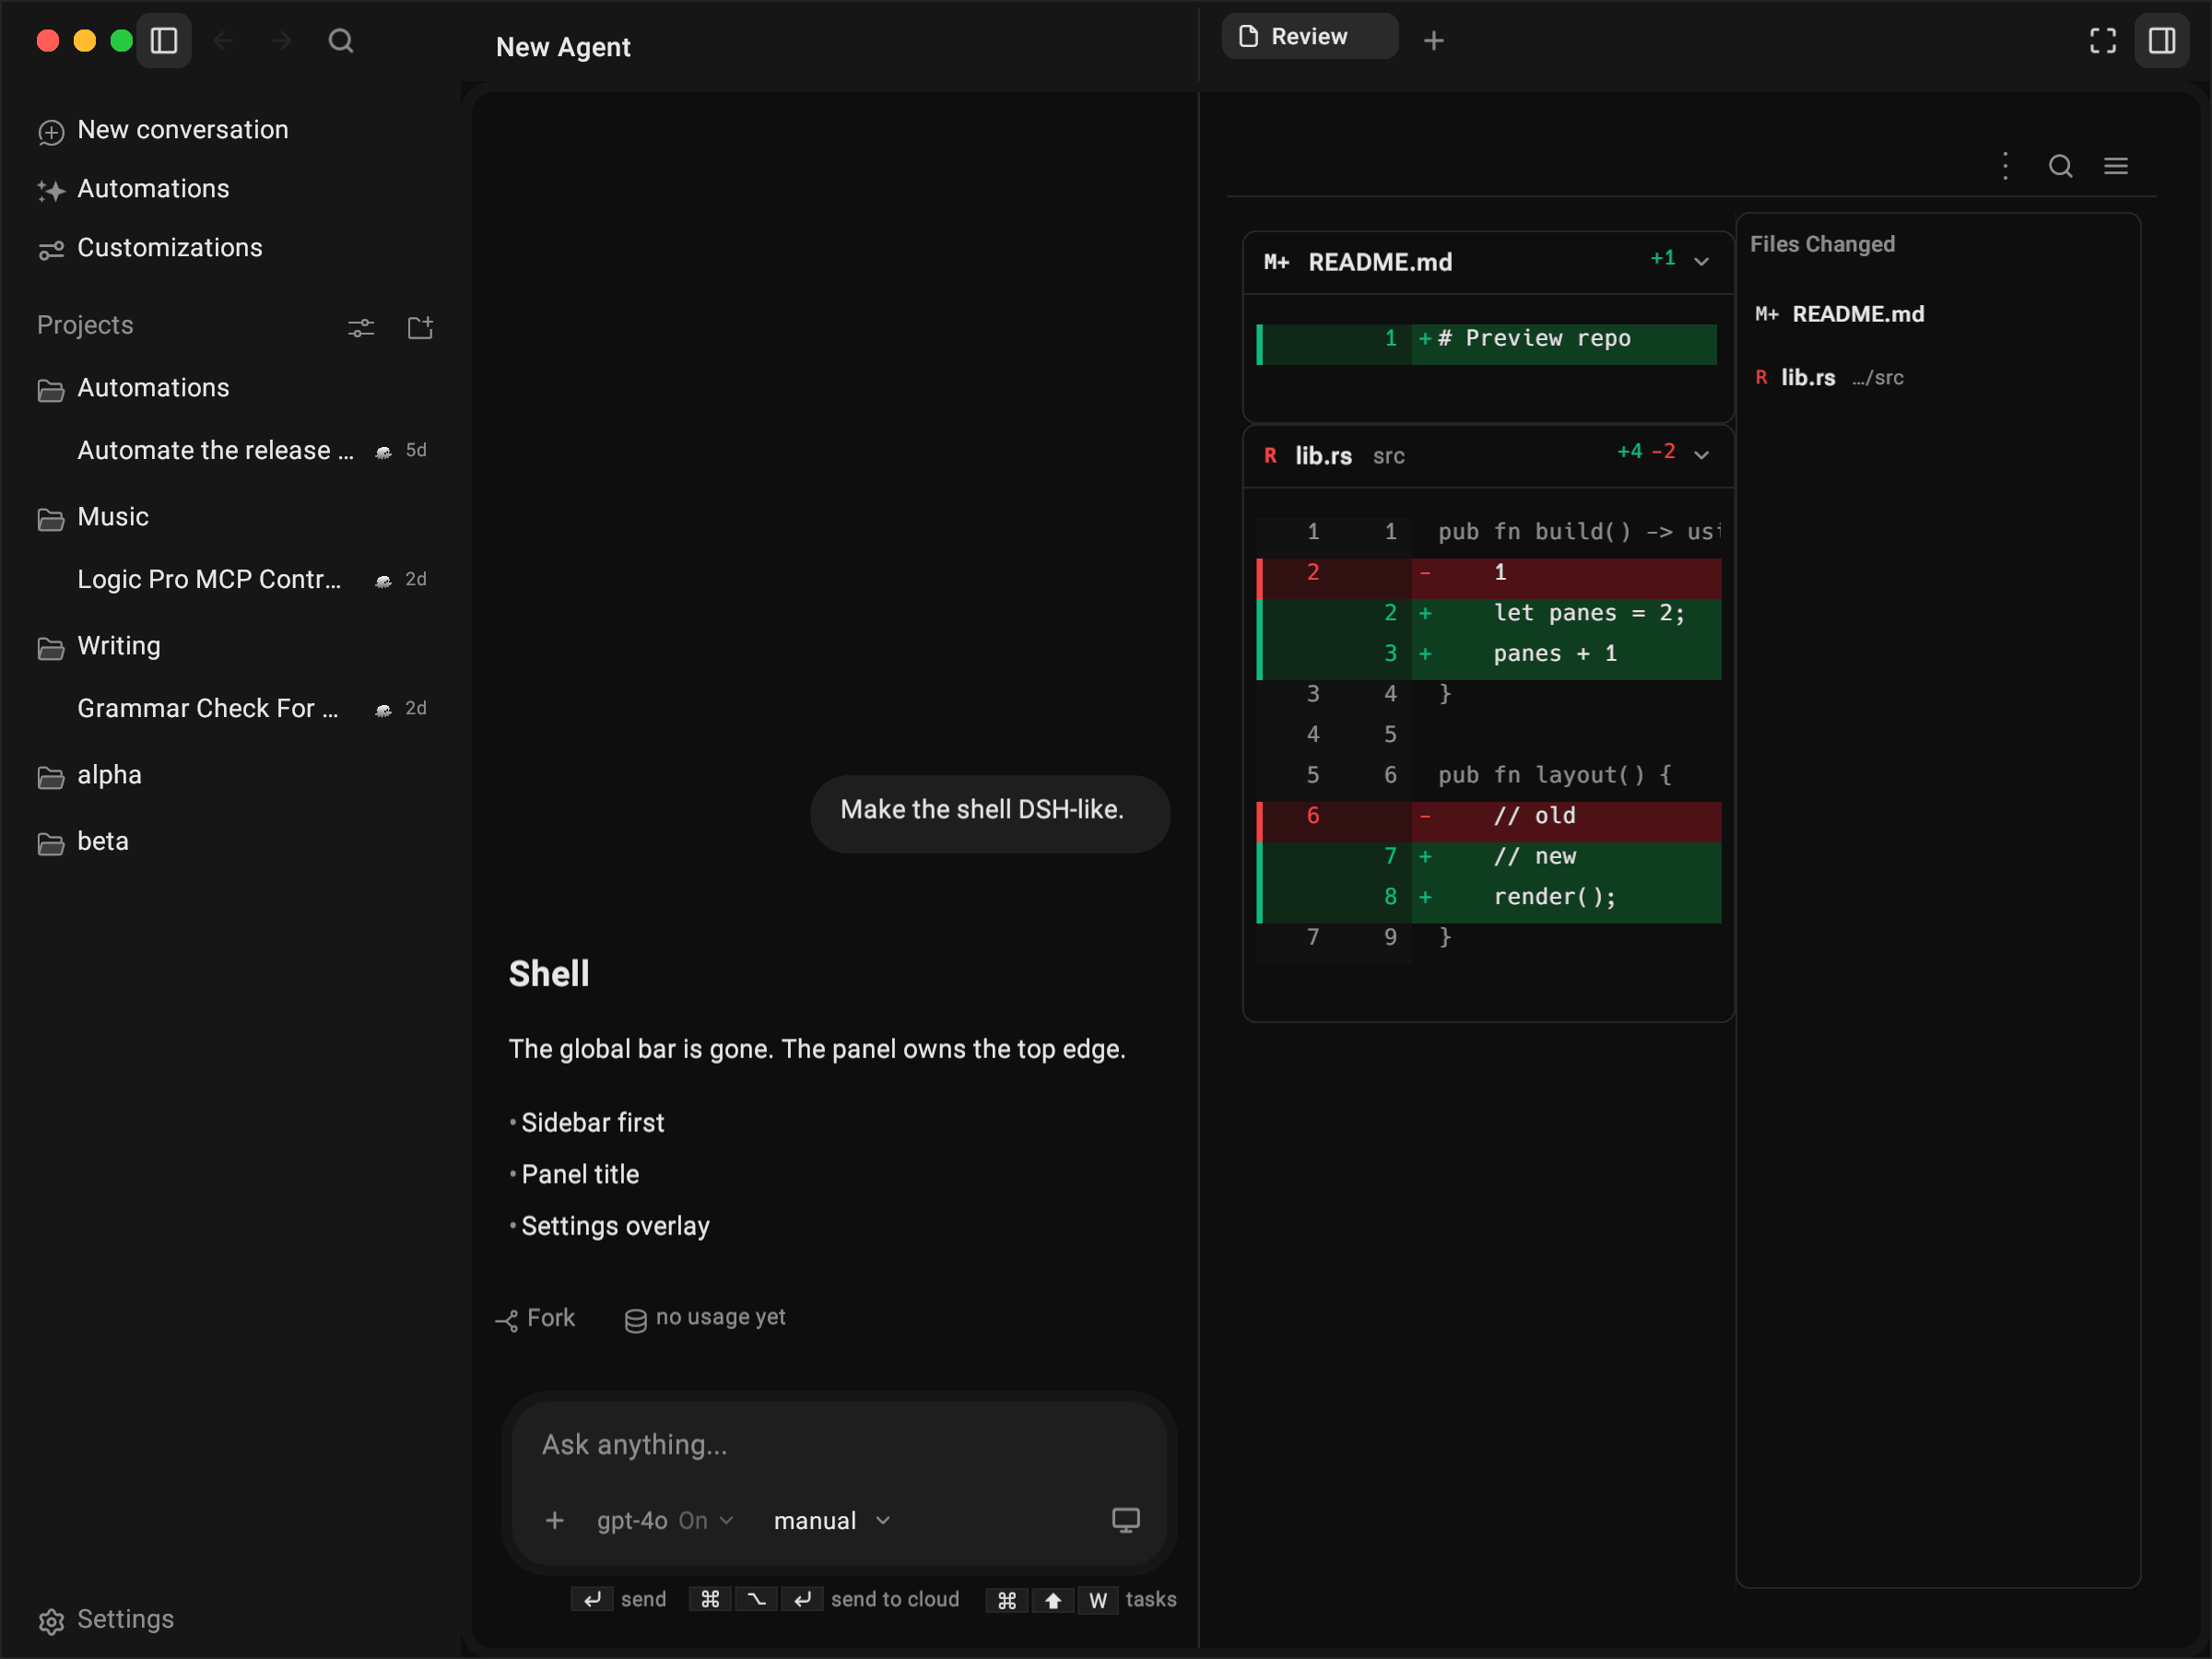 New Agent
Review
New conversation
Automations
Customizations
Projects
Automations
Automate the release ... 5d
Music
Logic Pro MCP Contr... 2d
Writing
Grammar Check For ... 2d
alpha
beta
Settings
Make the shell DSH-like.
Shell
The global bar is gone. The panel owns the top edge.
• Sidebar first
• Panel title
• Settings overlay
Fork no usage yet
Ask anything...
+ gpt-4o On manual
↵ send ⌘ ⌥ ↵ send to cloud ⌘ ⬆ W tasks
M+ README.md +1
1 + # Preview repo
R lib.rs src +4 -2
1 1 pub fn build() -> usi
2 - 1
2 + let panes = 2;
3 + panes + 1
3 4 }
4 5
5 6 pub fn layout() {
6 - // old
7 + // new
8 + render();
7 9 }
Files Changed
M+ README.md
R lib.rs .../src